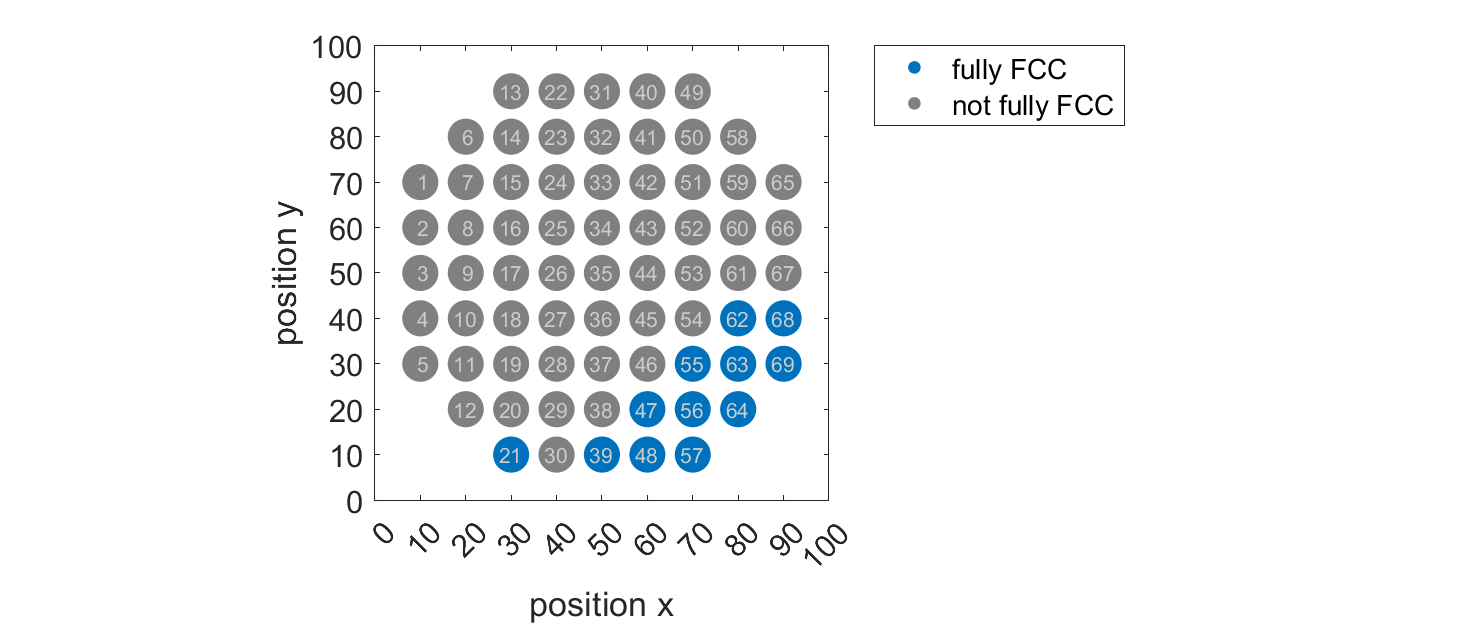 100
90
80
70
60
50
40
30
20
10
0
position y
13 22 31 40 49
6 14 23 32 41 50 58
1 7 15 24 33 42 51 59 65
2 8 16 25 34 43 52 60 66
3 9 17 26 35 44 53 61 67
4 10 18 27 36 45 54 62 68
5 11 19 28 37 46 55 63 69
12 20 29 38 47 56 64
21 30 39 48 57
0 10 20 30 40 50 60 70 80 90 100
position x
fully FCC
not fully FCC